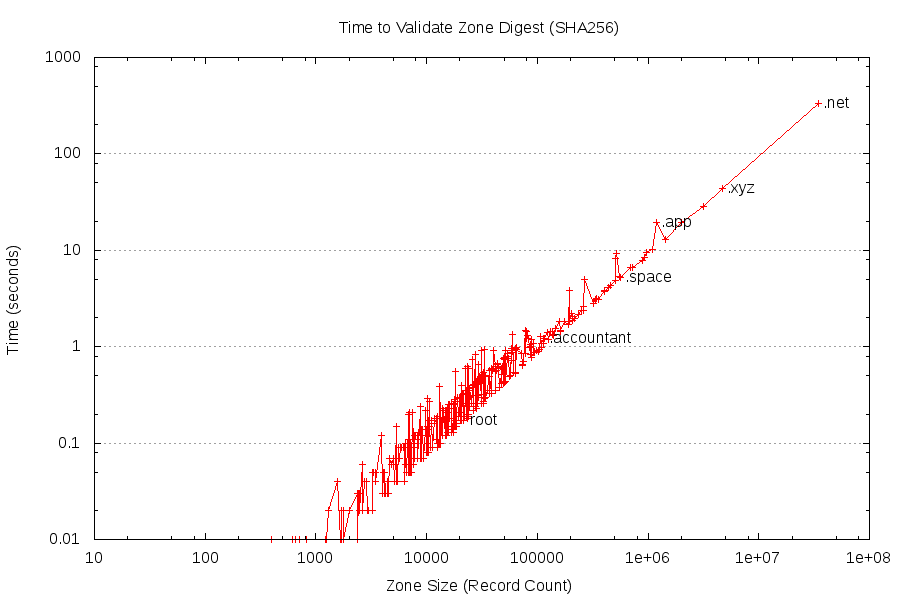 Time to Validate Zone Digest (SHA256)
1000
100
10
1
0.1
0.01
Time (seconds)
.net
.xyz
.app
.space
.accountant
root
10
100
1000
10000
100000
1e+06
1e+07
1e+08
Zone Size (Record Count)